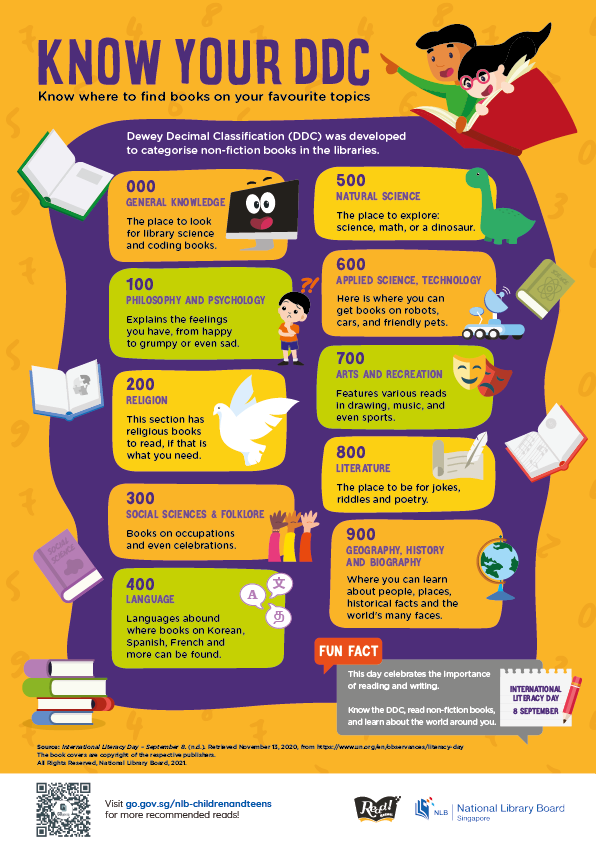 KNOW YOUR DDC
Know where to find books on your favourite topics
Dewey Decimal Classification (DDC) was developed
to categorise non-fiction books in the libraries.
000
GENERAL KNOWLEDGE
The place to look
for library science
and coding books.
100
PHILOSOPHY AND PSYCHOLOGY
Explains the feelings
you have, from happy
to grumpy or even sad.
?!
200
RELIGION
This section has
religious books
to read, if that is
what you need.
300
SOCIAL SCIENCES & FOLKLORE
Books on occupations
and even celebrations.
SOCIAL SCIENCE
400
LANGUAGE
Languages abound
where books on Korean,
Spanish, French and
more can be found.
A
文
500
NATURAL SCIENCE
The place to explore:
science, math, or a dinosaur.
600
APPLIED SCIENCE, TECHNOLOGY
Here is where you can
get books on robots,
cars, and friendly pets.
700
ARTS AND RECREATION
Features various reads
in drawing, music, and
even sports.
800
LITERATURE
The place to be for jokes,
riddles and poetry.
900
GEOGRAPHY, HISTORY
AND BIOGRAPHY
Where you can learn
about people, places,
historical facts and the
world's many faces.
FUN FACT
This day celebrates the importance
of reading and writing.
Know the DDC, read non-fiction books,
and learn about the world around you.
INTERNATIONAL
LITERACY DAY
8 SEPTEMBER
Source: International Literacy Day – September 8. (n.d.). Retrieved November 13, 2020, from https://www.un.org/en/observances/literacy-day
The book covers are copyright of the respective publishers.
All Rights Reserved, National Library Board, 2021.
Visit go.gov.sg/nlb-childrenandteens
for more recommended reads!
Read!
NLB
National Library Board
Singapore